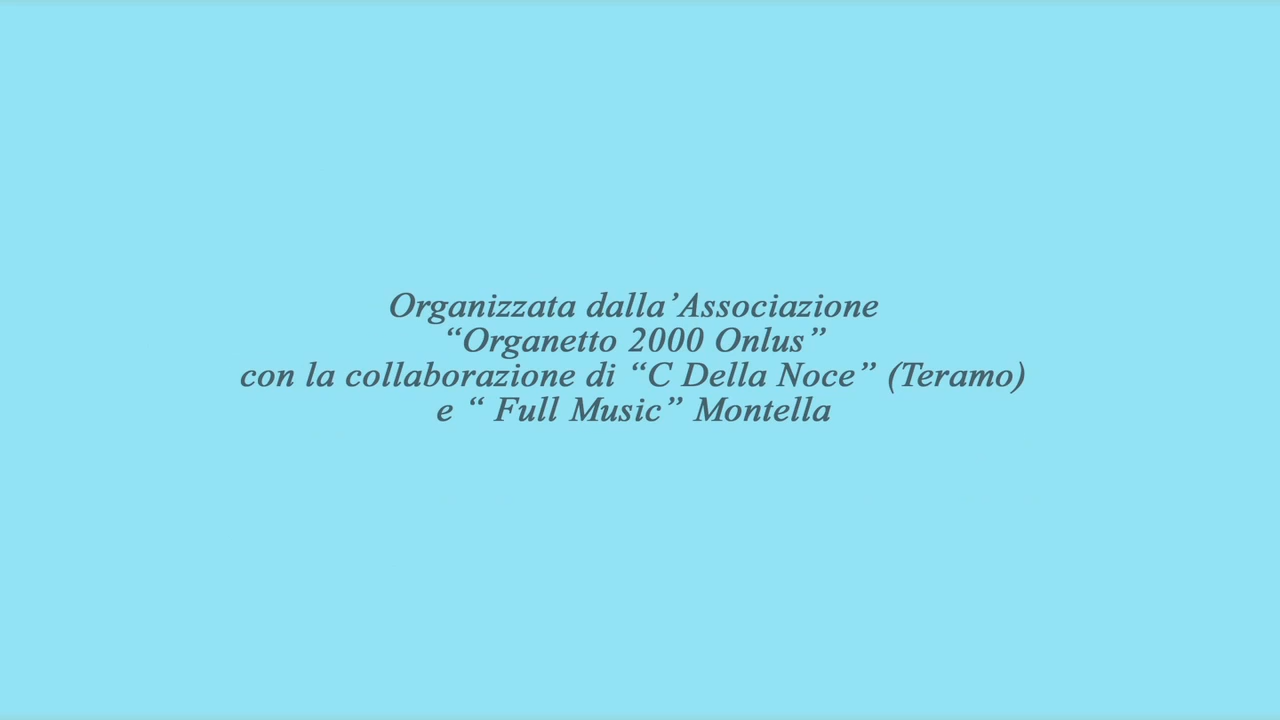 Organizzata dalla’Associazione
“Organetto 2000 Onlus”
con la collaborazione di “C Della Noce” (Teramo)
e “ Full Music” Montella